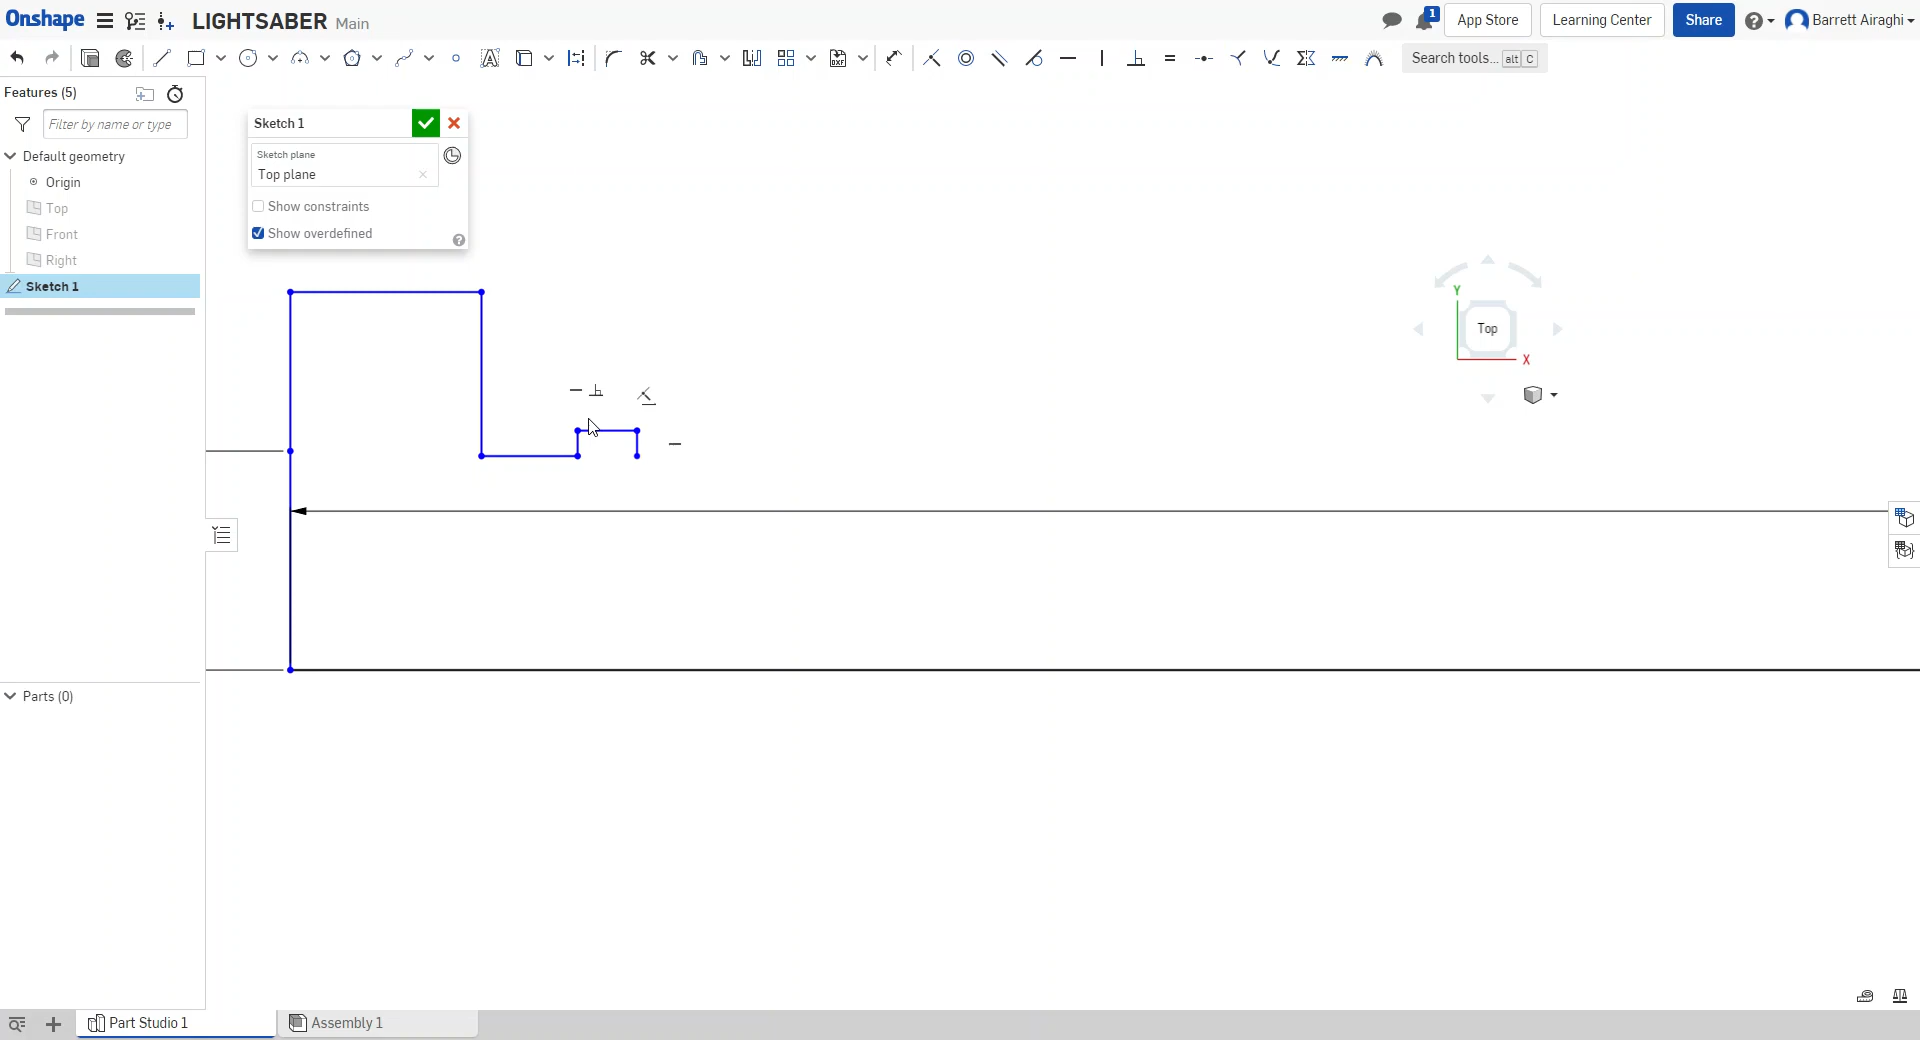 Onshape LIGHTSABER Main 1 App Store Learning Center Share Barrett Airaghi
Search tools... alt C
Features (5)
Filter by name or type
Default geometry
Origin
Top
Front
Right
Sketch 1
Sketch 1
Sketch plane
Top plane
Show constraints
Show overdefined
Y
Top
X
Parts (0)
Part Studio 1
Assembly 1